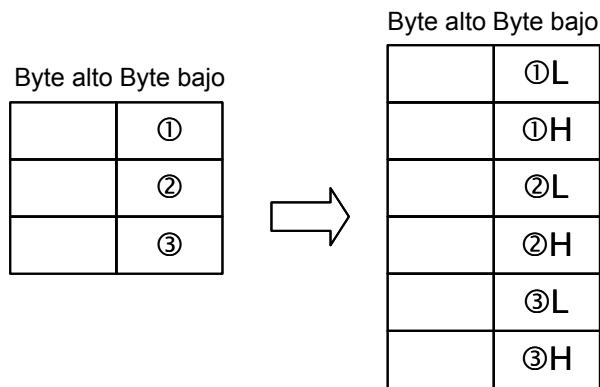 Byte alto Byte bajo
①
②
③
Byte alto Byte bajo
①L
①H
②L
②H
③L
③H